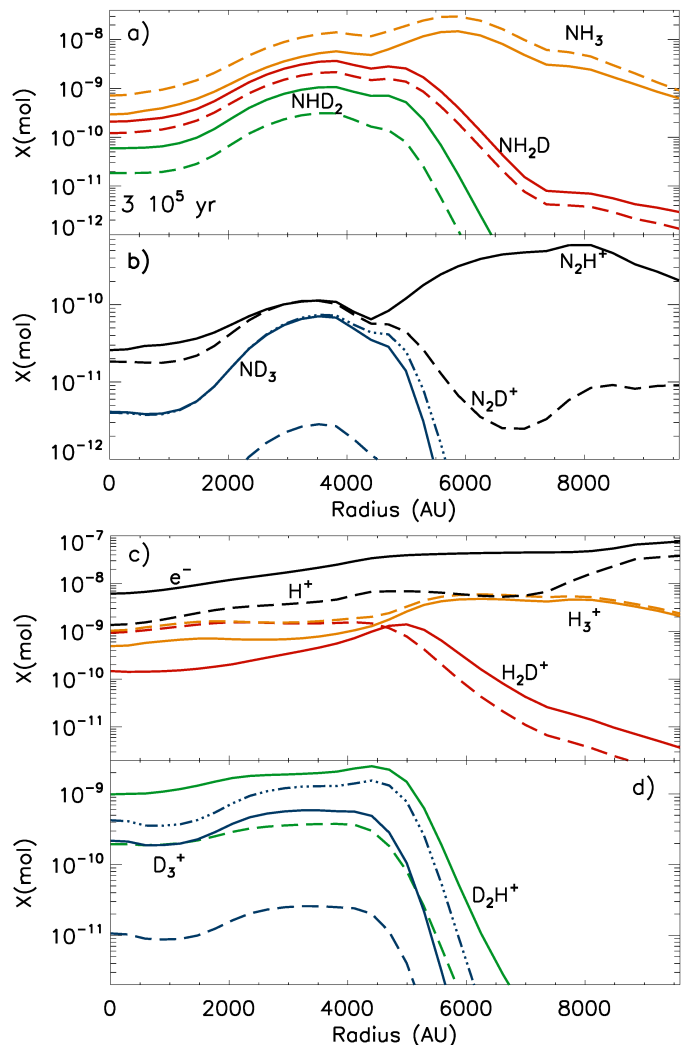 a)
NH₃
10⁻⁸
10⁻⁹
NHD₂
10⁻¹⁰
NH₂D
10⁻¹¹
3 10⁵ yr
10⁻¹²
X(mol)
b)
N₂H⁺
10⁻¹⁰
ND₃
N₂D⁺
10⁻¹¹
10⁻¹²
X(mol)
0 2000 4000 6000 8000
Radius (AU)
10⁻⁷
c)
e⁻
10⁻⁸
H⁺
H₃⁺
10⁻⁹
H₂D⁺
10⁻¹⁰
10⁻¹¹
X(mol)
d)
10⁻⁹
D₃⁺
10⁻¹⁰
D₂H⁺
10⁻¹¹
X(mol)
0 2000 4000 6000 8000
Radius (AU)